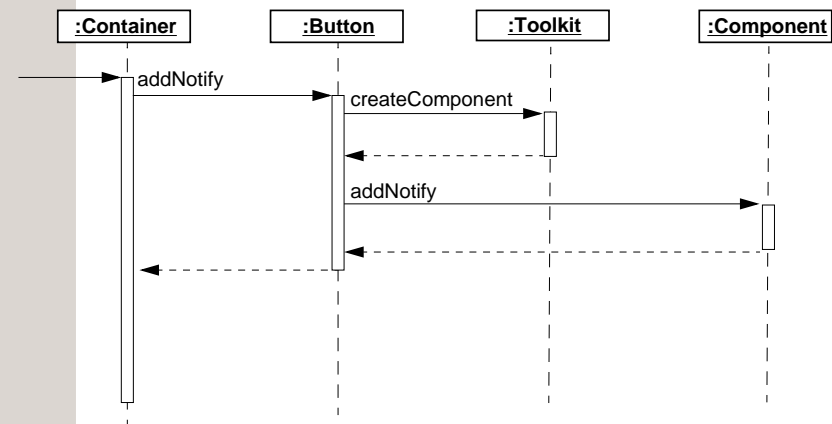 :Container
:Button
:Toolkit
:Component
addNotify
createComponent
addNotify